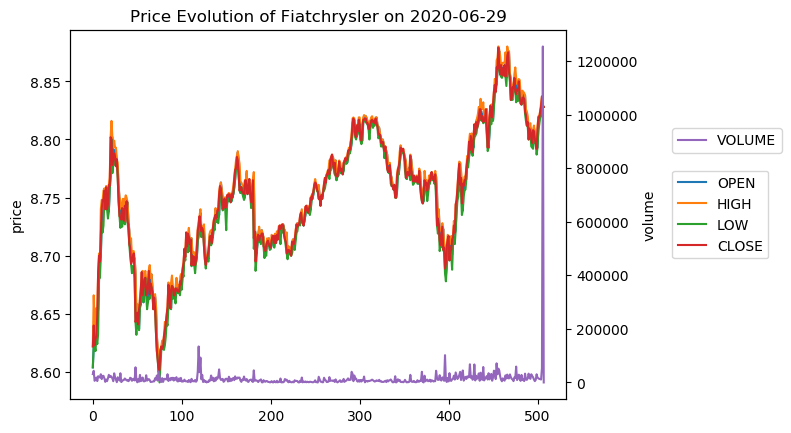 Price Evolution of Fiatchrysler on 2020-06-29
price
8.85
8.80
8.75
8.70
8.65
8.60
0
100
200
300
400
500
1200000
1000000
800000
600000
400000
200000
0
volume
VOLUME
OPEN
HIGH
LOW
CLOSE